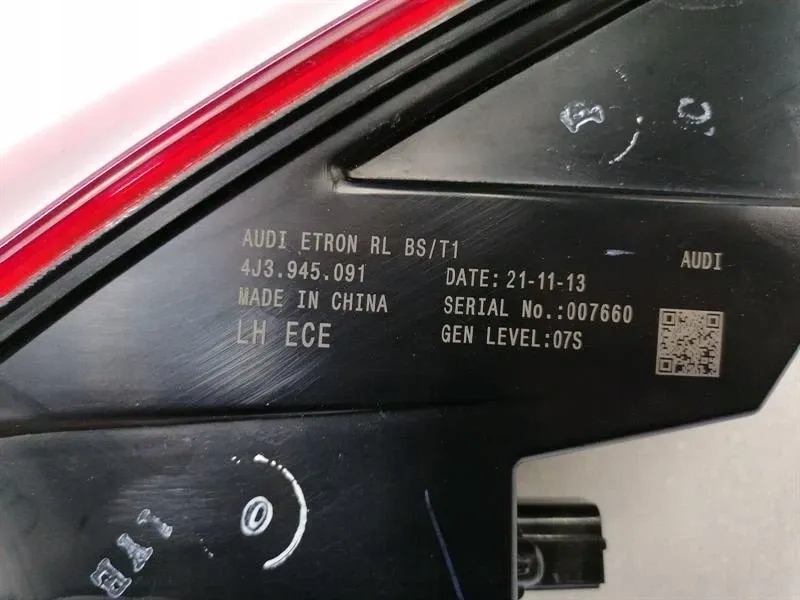 AUDI ETRON RL BS/T1
4J3.945.091
MADE IN CHINA
LH ECE
DATE: 21-11-13
SERIAL No.:007660
GEN LEVEL:07S
AUDI